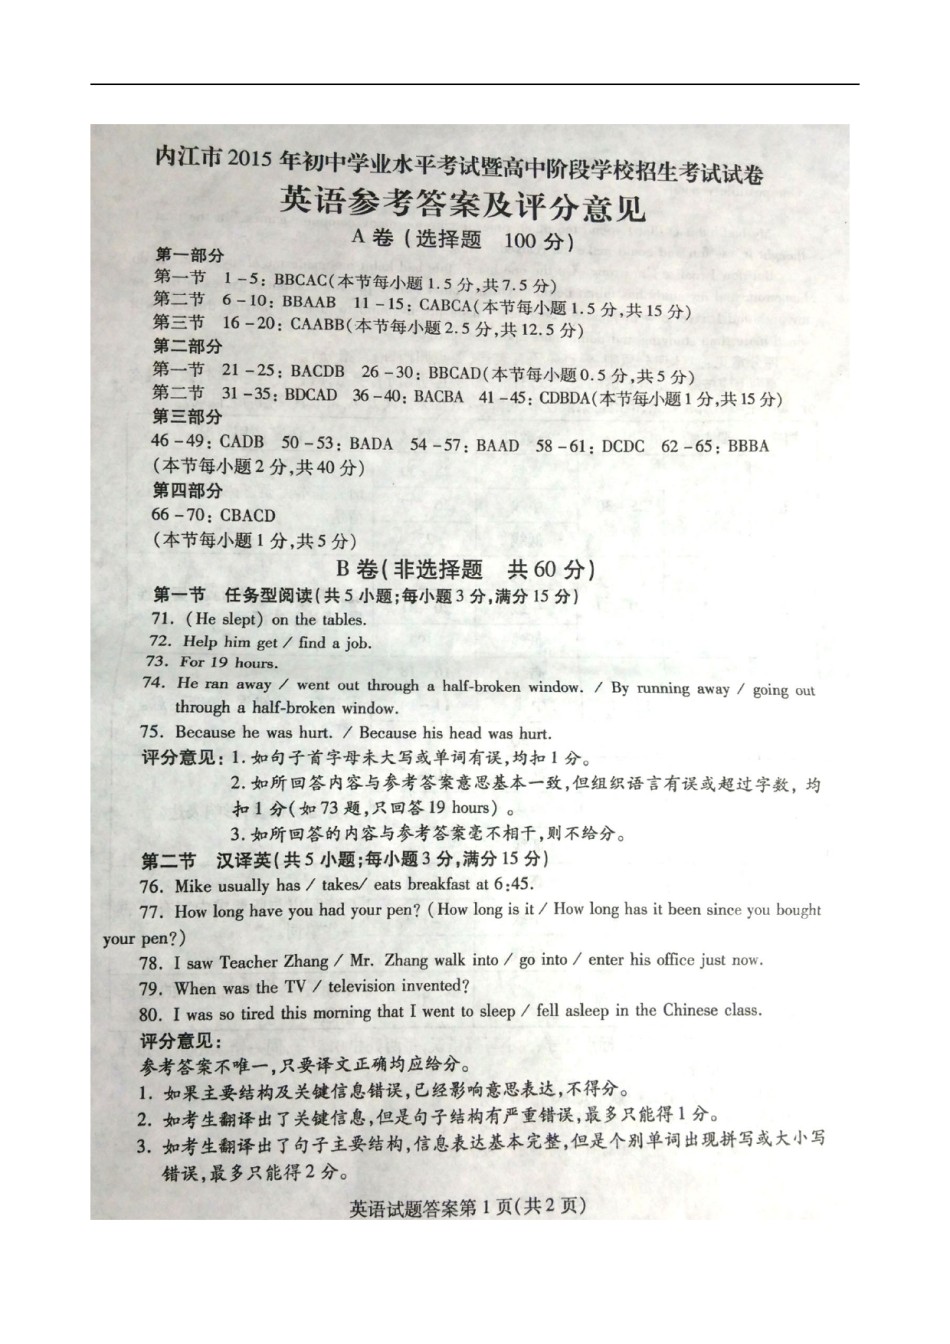 内江市 2015 年初中学业水平考试暨高中阶段学校招生考试试卷
英语参考答案及评分意见
A 卷 (选择题　100 分)
第一部分
第一节　1-5: BBCAC(本节每小题1.5分,共7.5分)
第二节　6-10: BBAAB　11-15: CABCA(本节每小题1.5分,共15分)
第三节　16-20: CAABB(本节每小题2.5分,共12.5分)
第二部分
第一节　21-25: BACDB　26-30: BBCAD(本节每小题0.5分,共5分)
第二节　31-35: BDCAD　36-40: BACBA　41-45: CDBDA(本节每小题1分,共15分)
第三部分
46-49: CADB　50-53: BADA　54-57: BAAD　58-61: DCDC　62-65: BBBA
(本节每小题2分,共40分)
第四部分
66-70: CBACD
(本节每小题1分,共5分)
B 卷(非选择题　共60分)
第一节　任务型阅读(共5小题;每小题3分,满分15分)
71. (He slept) on the tables.
72. Help him get / find a job.
73. For 19 hours.
74. He ran away / went out through a half-broken window. / By running away / going out
through a half-broken window.
75. Because he was hurt. / Because his head was hurt.
评分意见: 1. 如句子首字母未大写或单词有误,均扣1分。
2. 如所回答内容与参考答案意思基本一致,但组织语言有误或超过字数, 均
扣1分(如73题,只回答19 hours)。
3. 如所回答的内容与参考答案毫不相干,则不给分。
第二节　汉译英(共5小题;每小题3分,满分15分)
76. Mike usually has / takes/ eats breakfast at 6:45.
77. How long have you had your pen? (How long is it / How long has it been since you bought
your pen?)
78. I saw Teacher Zhang / Mr. Zhang walk into / go into / enter his office just now.
79. When was the TV / television invented?
80. I was so tired this morning that I went to sleep / fell asleep in the Chinese class.
评分意见:
参考答案不唯一,只要译文正确均应给分。
1. 如果主要结构及关键信息错误,已经影响意思表达,不得分。
2. 如考生翻译出了关键信息,但是句子结构有严重错误,最多只能得1分。
3. 如考生翻译出了句子主要结构,信息表达基本完整,但是个别单词出现拼写或大小写
错误,最多只能得2分。
英语试题答案第1页(共2页)